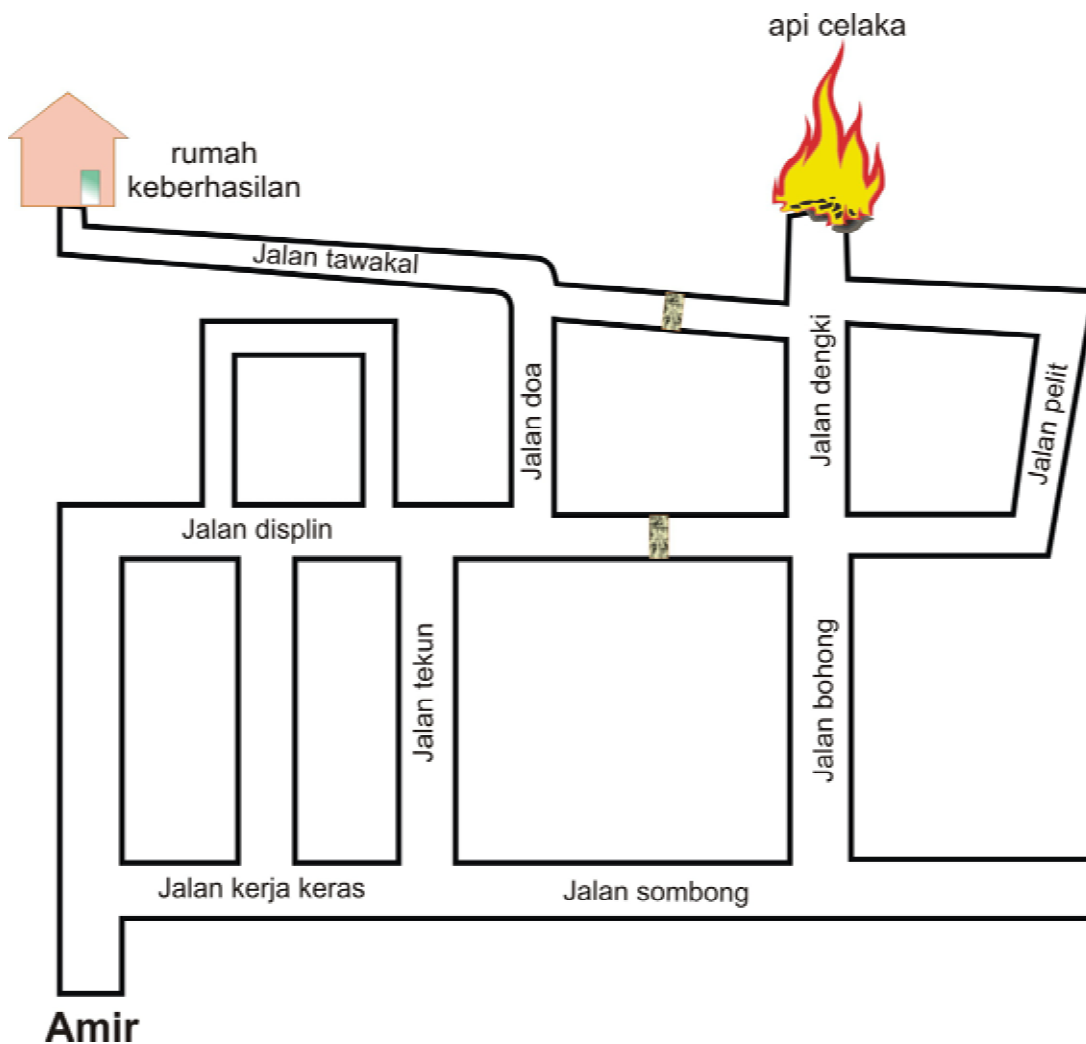 api celaka
rumah
keberhasilan
Jalan tawakal
Jalan doa
Jalan dengki
Jalan pelit
Jalan displin
Jalan tekun
Jalan bohong
Jalan kerja keras
Jalan sombong
Amir